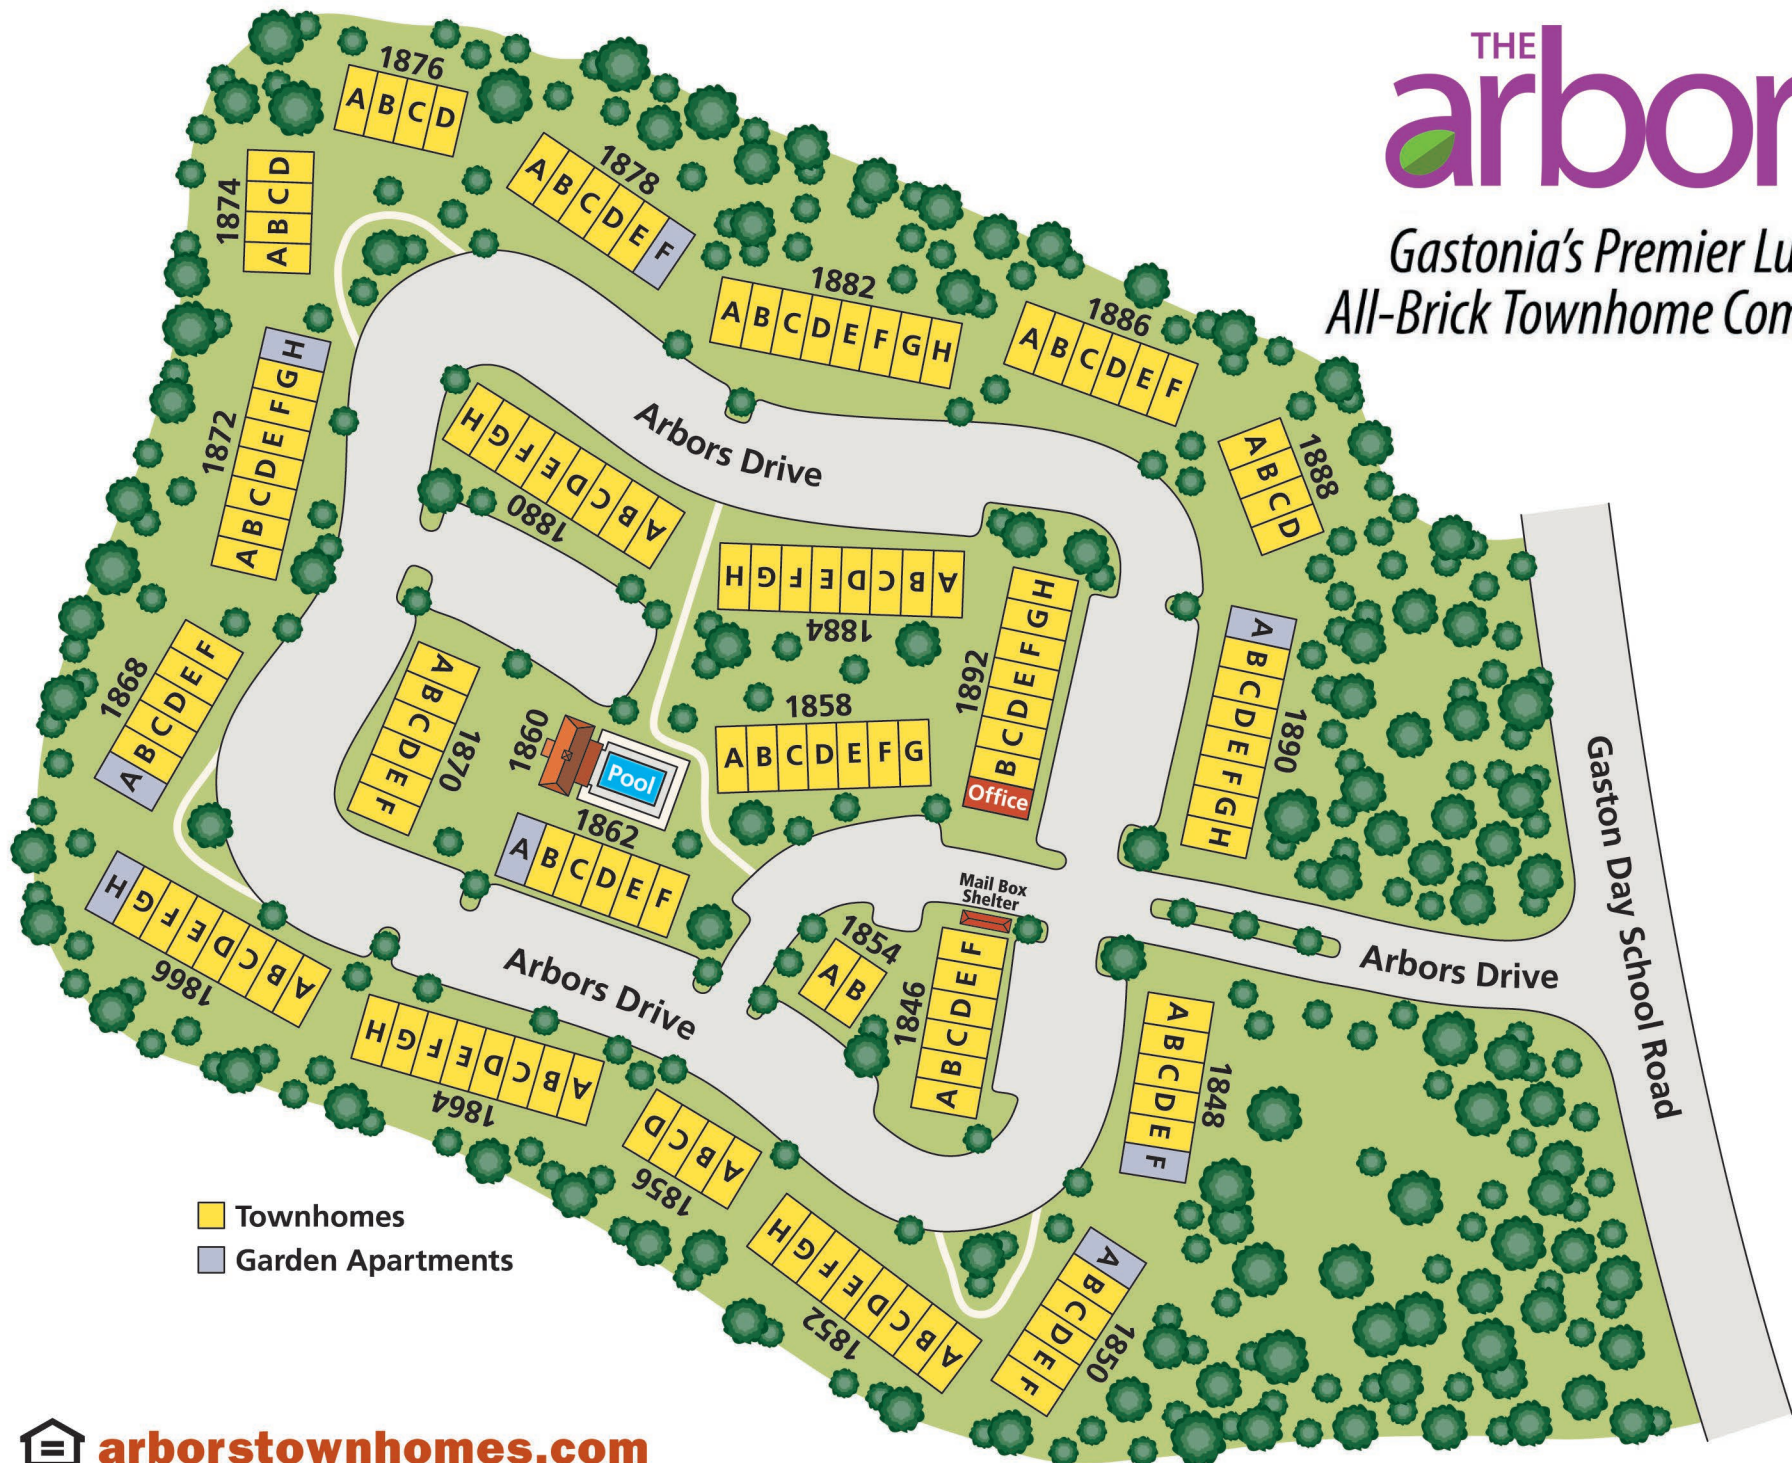 THE
arbor
Gastonia's Premier Lu
All-Brick Townhome Con
1876
A B C D
1874
A B C D
1878
A B C D E F
1882
A B C D E F G H
1886
A B C D E F
1888
A B C D
1872
A B C D E F G H
Arbors Drive
H G F E D C B A
1880
H G F E D C B A
1884
1892
H G F E D C B Office
1890
A B C D E F G H
1868
A B C D E F
1870
A B C D E F
1860
Pool
1858
A B C D E F G
1862
A B C D E F
Mail Box
Shelter
1854
A B
1846
A B C D E F
Arbors Drive
Gaston Day School Road
H G F E D C B A
1866
Arbors Drive
H G F E D C B A
1864
1848
A B C D E F
D C B A
1856
H G F E D C B A
1852
1850
A B C D E F
Townhomes
Garden Apartments
arborstownhomes.com